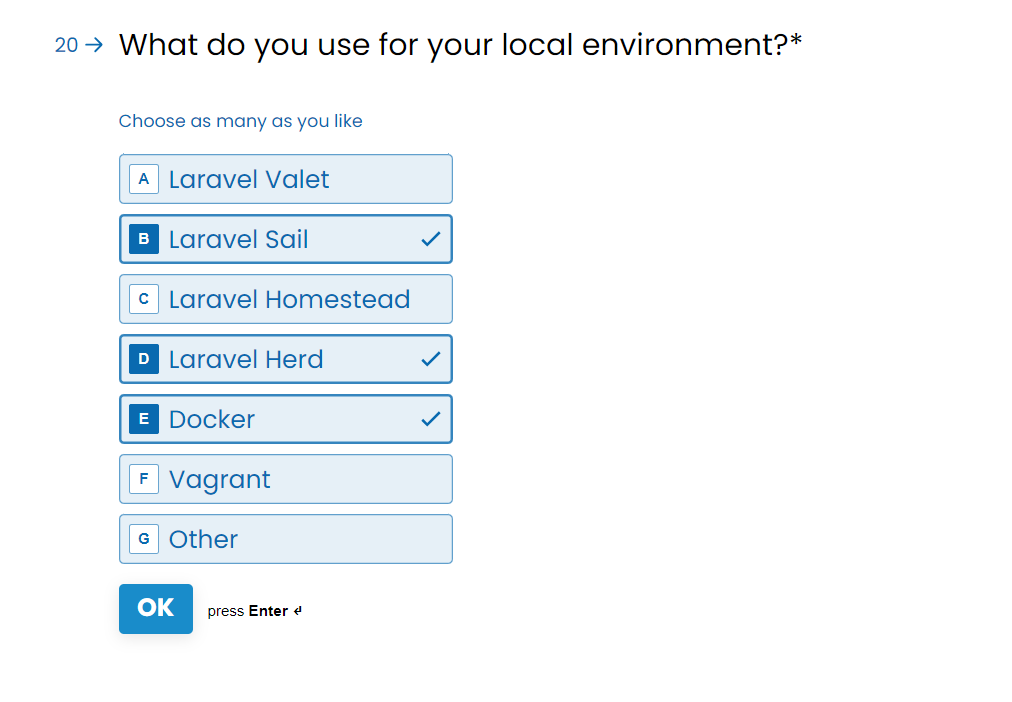 20 → What do you use for your local environment?*
Choose as many as you like
A Laravel Valet
B Laravel Sail
C Laravel Homestead
D Laravel Herd
E Docker
F Vagrant
G Other
OK press Enter ↵